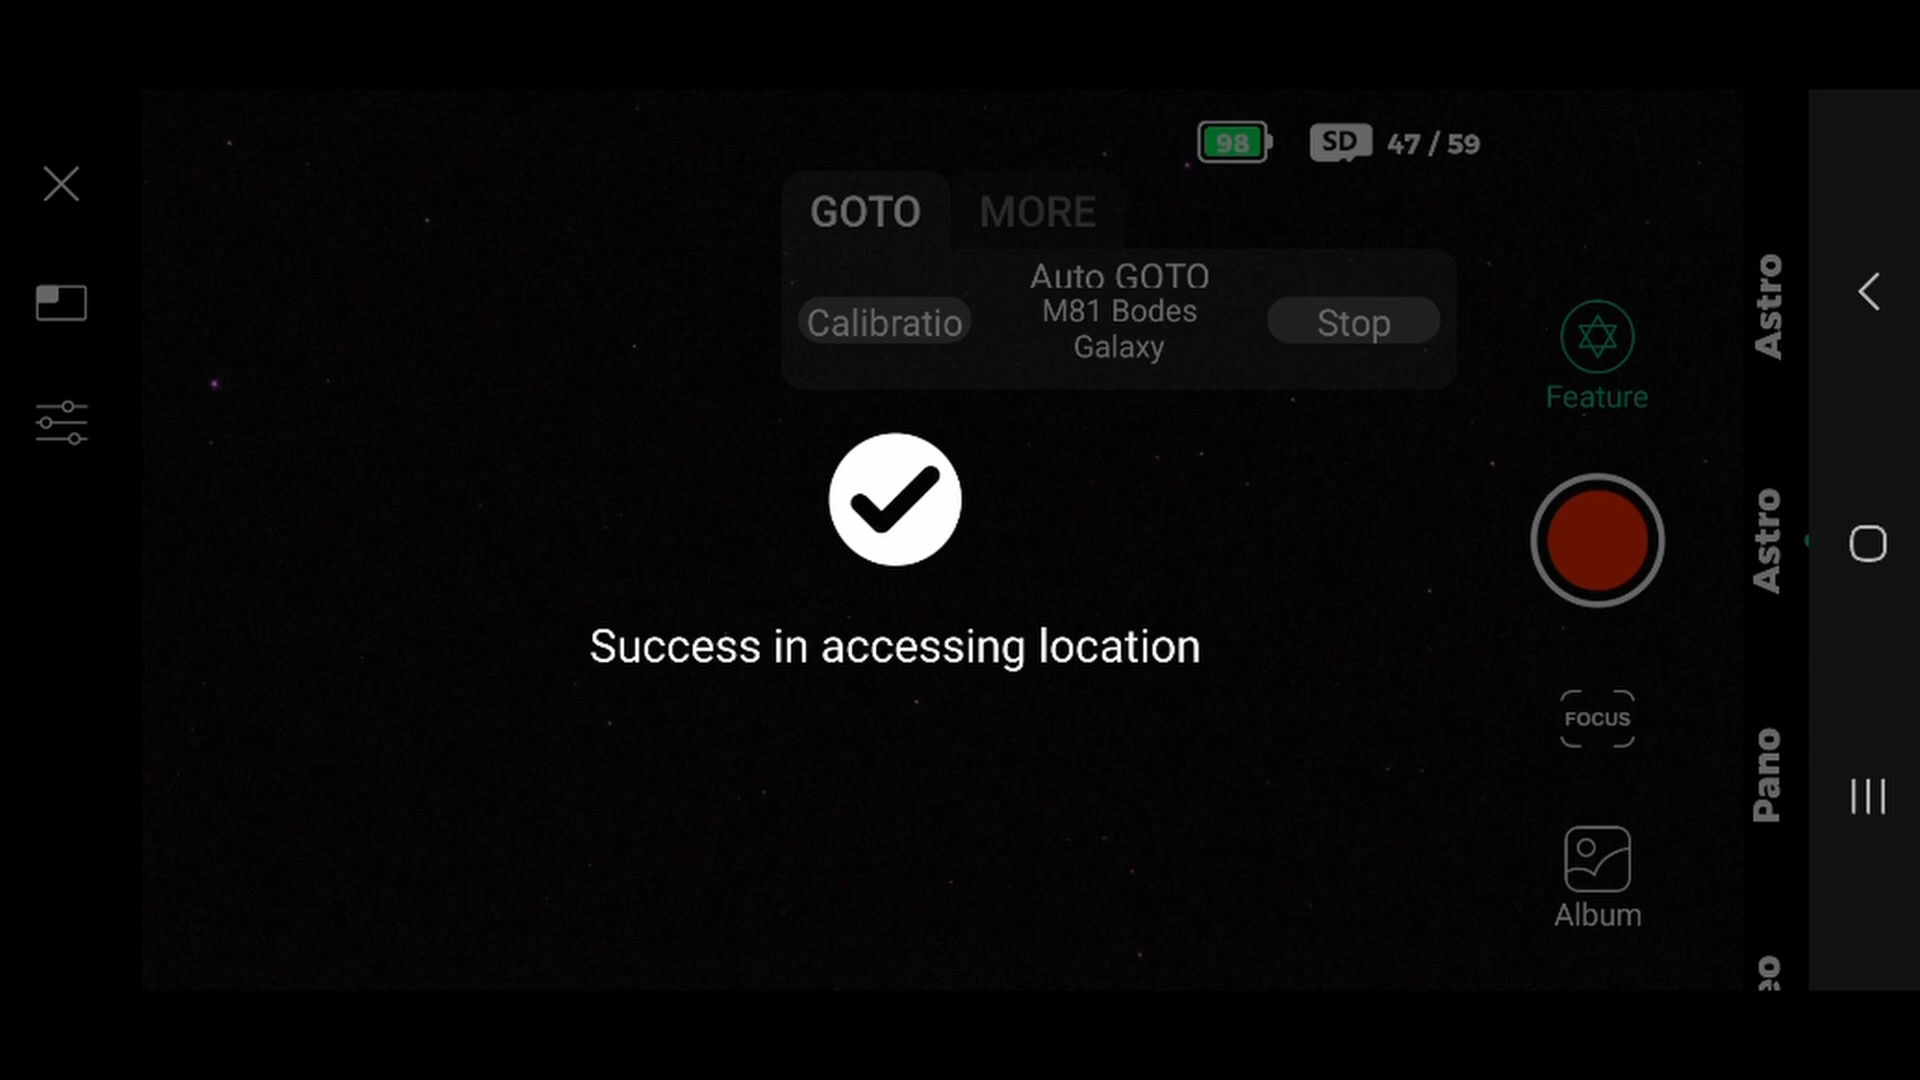 98
SD
47 / 59
GOTO
MORE
Auto GOTO
M81 Bodes
Galaxy
Calibratio
Stop
Feature
Success in accessing location
FOCUS
Album
Astro
Astro
Pano
eo